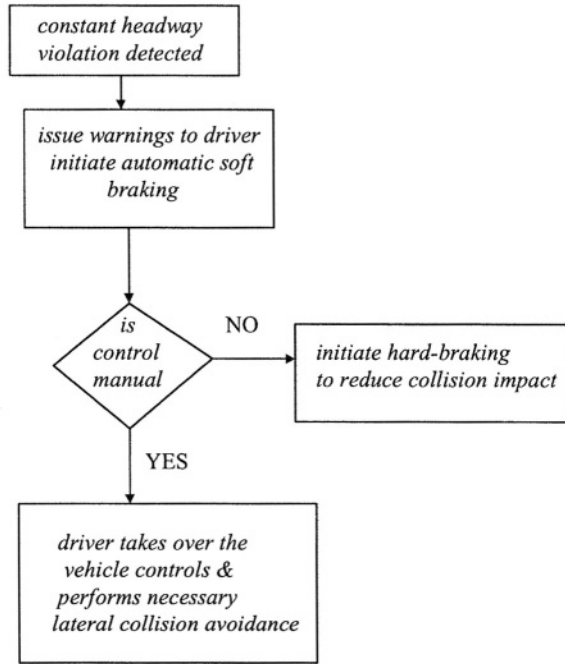 constant headway
violation detected
issue warnings to driver
initiate automatic soft
braking
is
control
manual
NO
initiate hard-braking
to reduce collision impact
YES
driver takes over the
vehicle controls &
performs necessary
lateral collision avoidance